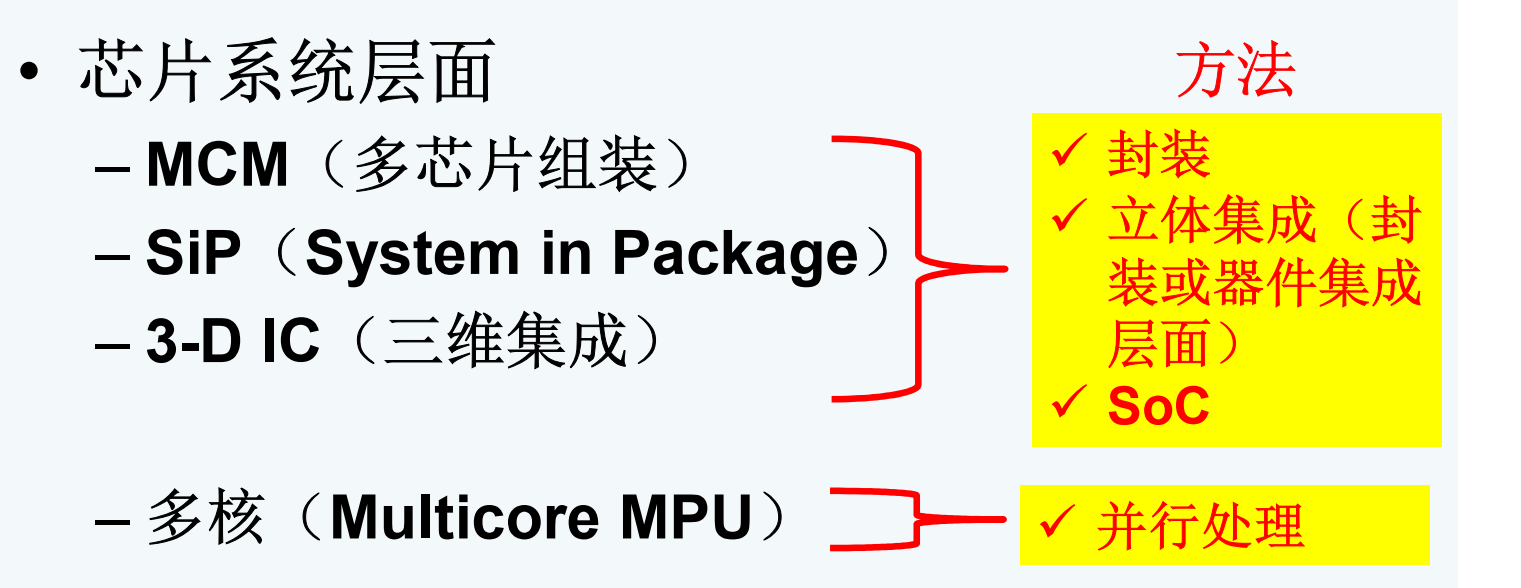 • 芯片系统层面
– MCM（多芯片组装）
– SiP（System in Package）
– 3-D IC（三维集成）
– 多核（Multicore MPU）
方法
✓ 封装
✓ 立体集成（封
装或器件集成
层面）
✓ SoC
✓ 并行处理